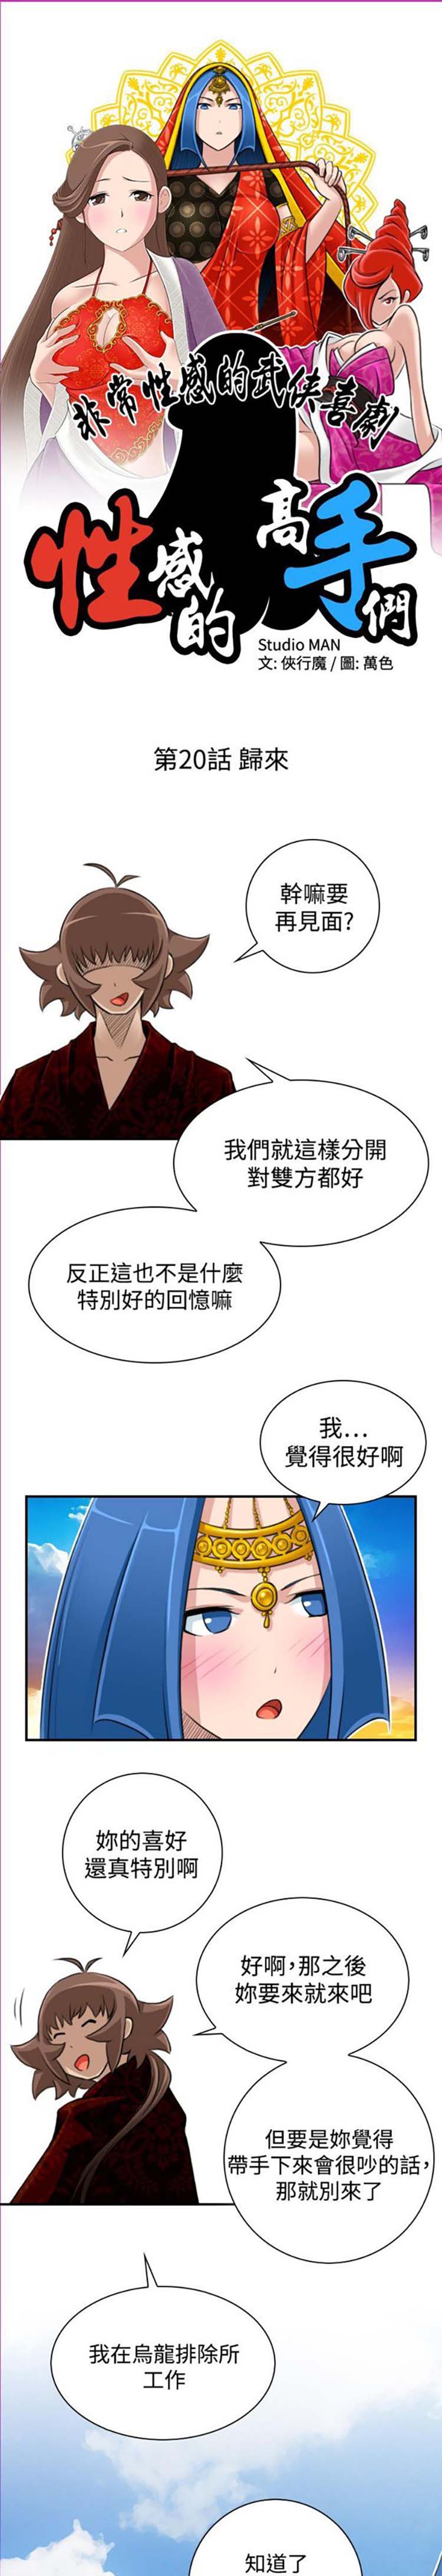 非常性感的武俠喜劇
性感的
高手們
Studio MAN
文: 俠行魔 / 圖: 萬色
第20話 歸來
幹嘛要
再見面?
我們就這樣分開
對雙方都好
反正這也不是什麼
特別好的回憶嘛
我…
覺得很好啊
妳的喜好
還真特別啊
好啊,那之後
妳要來就來吧
但要是妳覺得
帶手下來會很吵的話,
那就別來了
我在烏龍排除所
工作
知道了